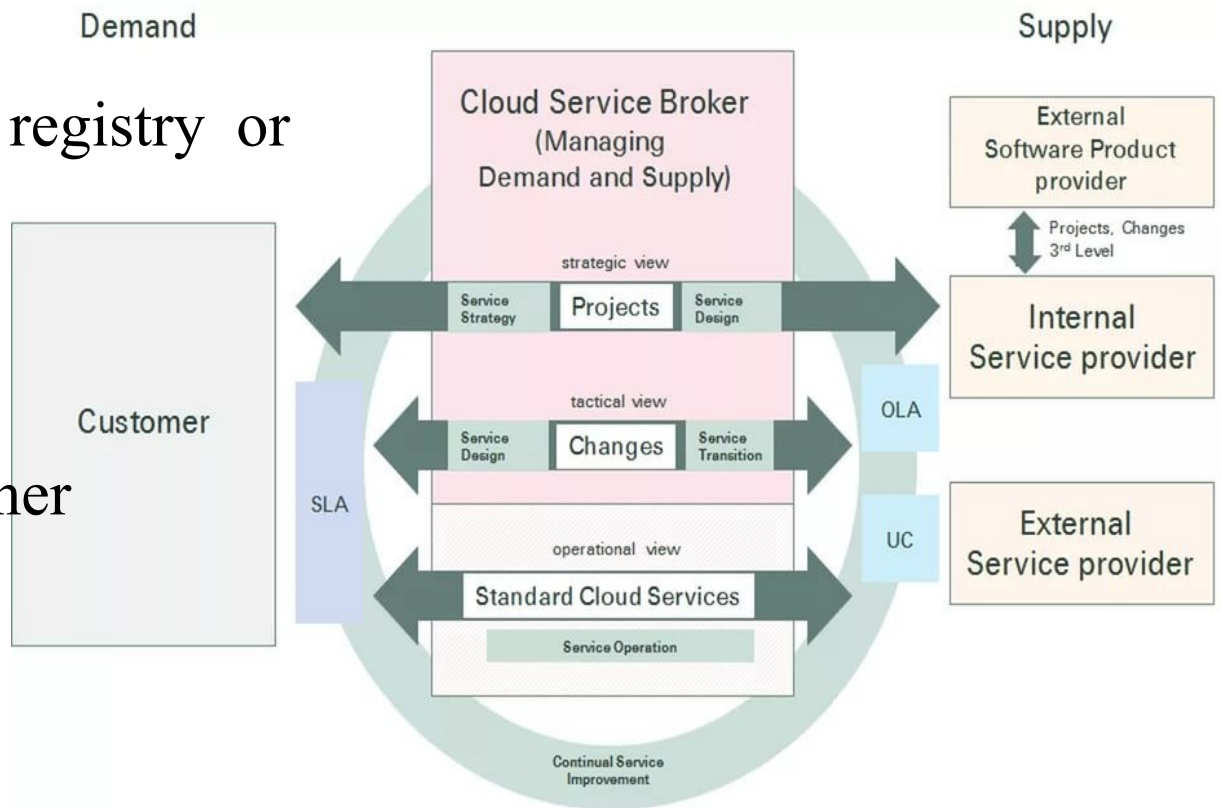 Demand
Supply
registry or
Cloud Service Broker
(Managing
Demand and Supply)
External
Software Product
provider
Projects, Changes
3rd Level
strategic view
Service
Strategy
Projects
Service
Design
Internal
Service provider
Customer
tactical view
Service
Design
Changes
Service
Transition
OLA
SLA
UC
External
Service provider
operational view
Standard Cloud Services
Service Operation
Continual Service
Improvement